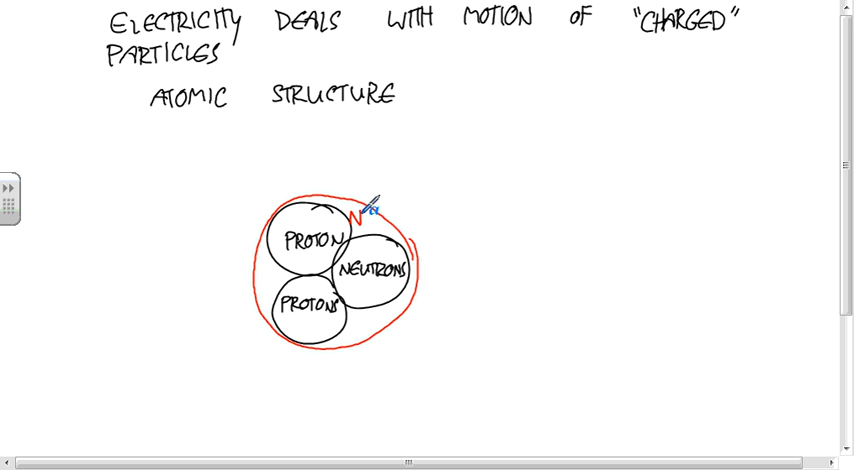 ELECTRICITY DEALS WITH MOTION OF "CHARGED"
PARTICLES
ATOMIC STRUCTURE
N
PROTON
NEUTRONS
PROTONS